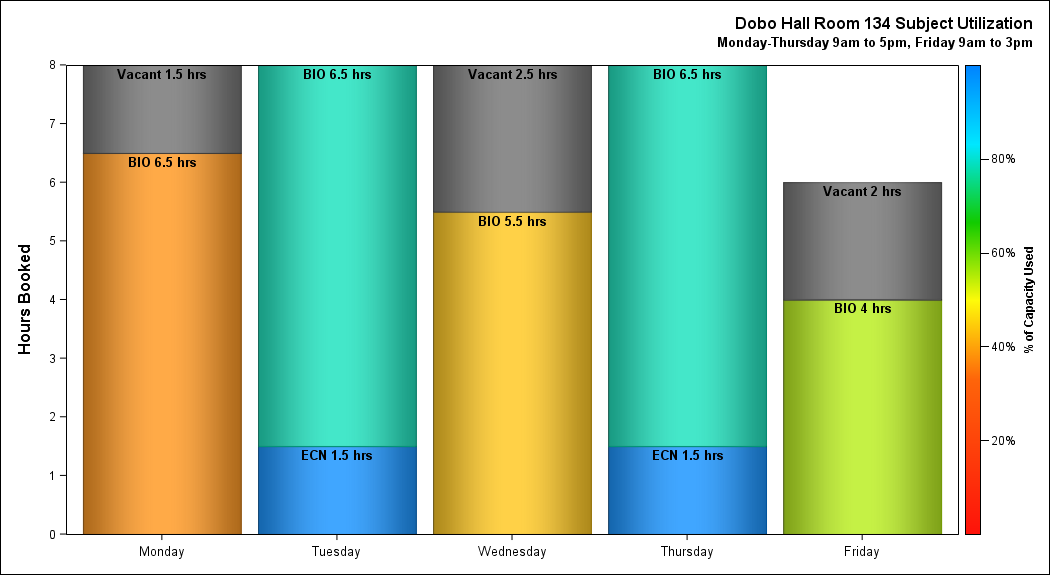 Dobo Hall Room 134 Subject Utilization
Monday-Thursday 9am to 5pm, Friday 9am to 3pm
Hours Booked
8
7
6
5
4
3
2
1
0
Vacant 1.5 hrs
BIO 6.5 hrs
BIO 6.5 hrs
ECN 1.5 hrs
Vacant 2.5 hrs
BIO 5.5 hrs
BIO 6.5 hrs
ECN 1.5 hrs
Vacant 2 hrs
BIO 4 hrs
Monday
Tuesday
Wednesday
Thursday
Friday
80%
60%
40%
20%
% of Capacity Used